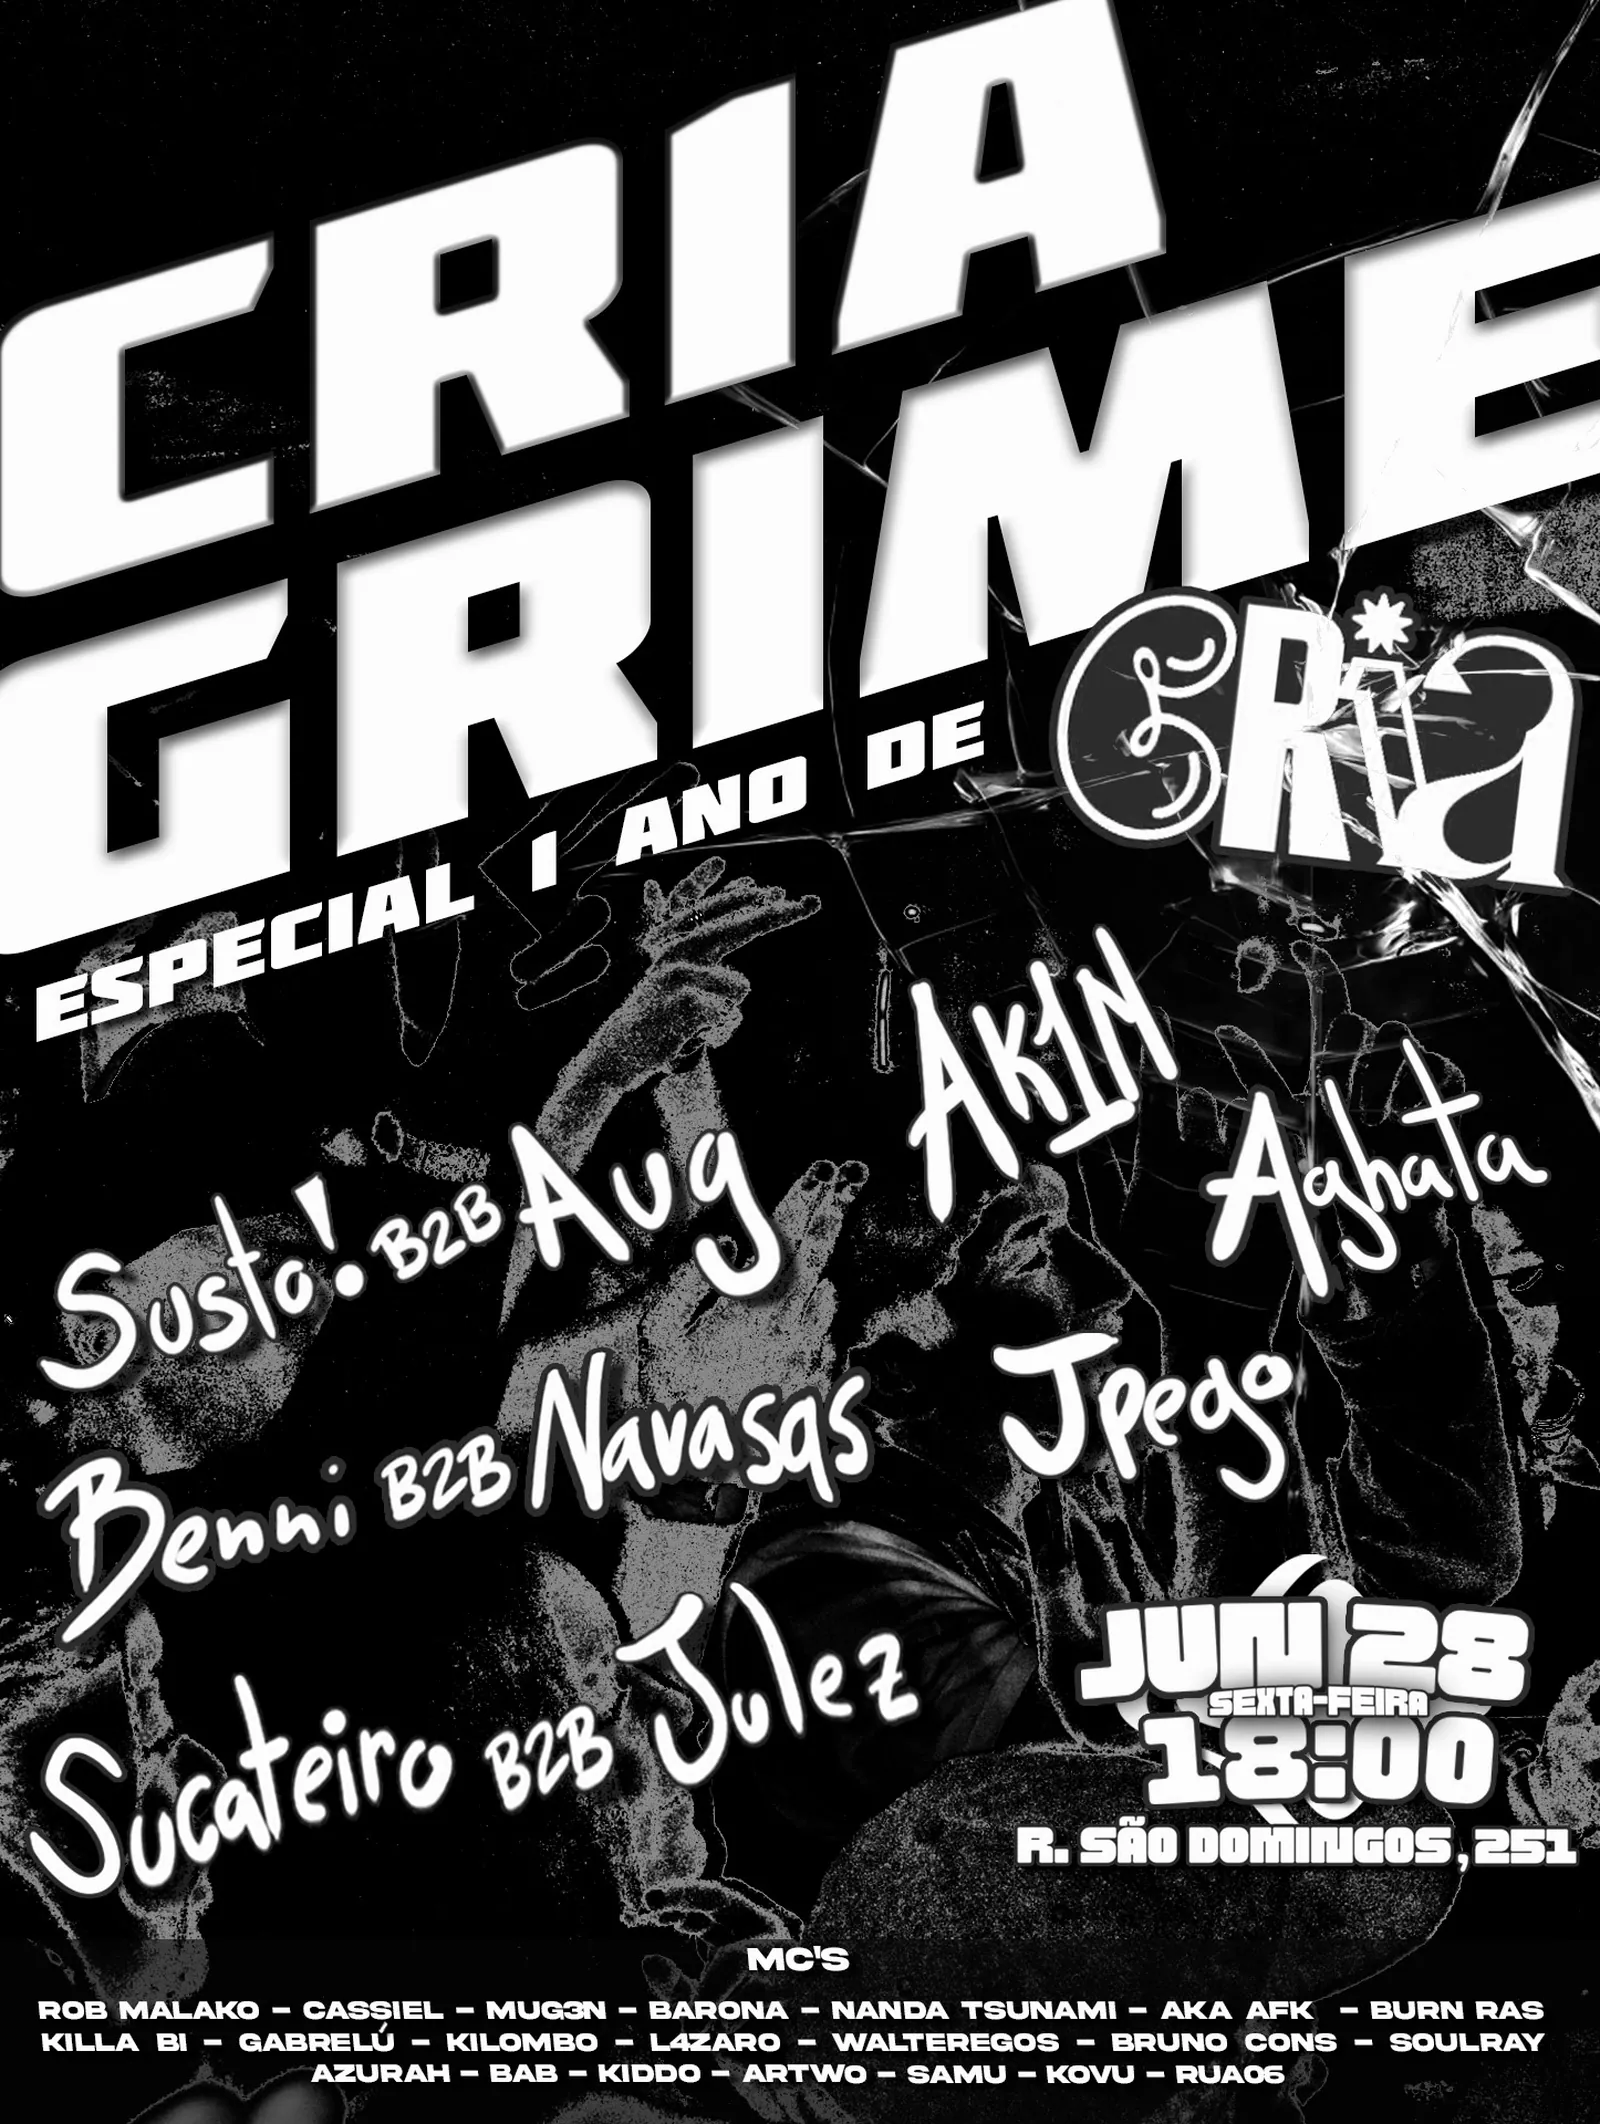 CRIA
GRIME
ESPECIAL 1 ANO DE
CRIA
AK1N
Aghata
Susto! B2B Aug
Jpego
Benni B2B Navasqs
Sucateiro B2B Julez
JUN 28
SEXTA-FEIRA
18:00
R. SÃO DOMINGOS, 251
MC'S
ROB MALAKO - CASSIEL - MUG3N - BARONA - NANDA TSUNAMI - AKA AFK - BURN RAS
KILLA BI - GABRELÚ - KILOMBO - L4ZARO - WALTEREGOS - BRUNO CONS - SOULRAY
AZURAH - BAB - KIDDO - ARTWO - SAMU - KOVU - RUA06